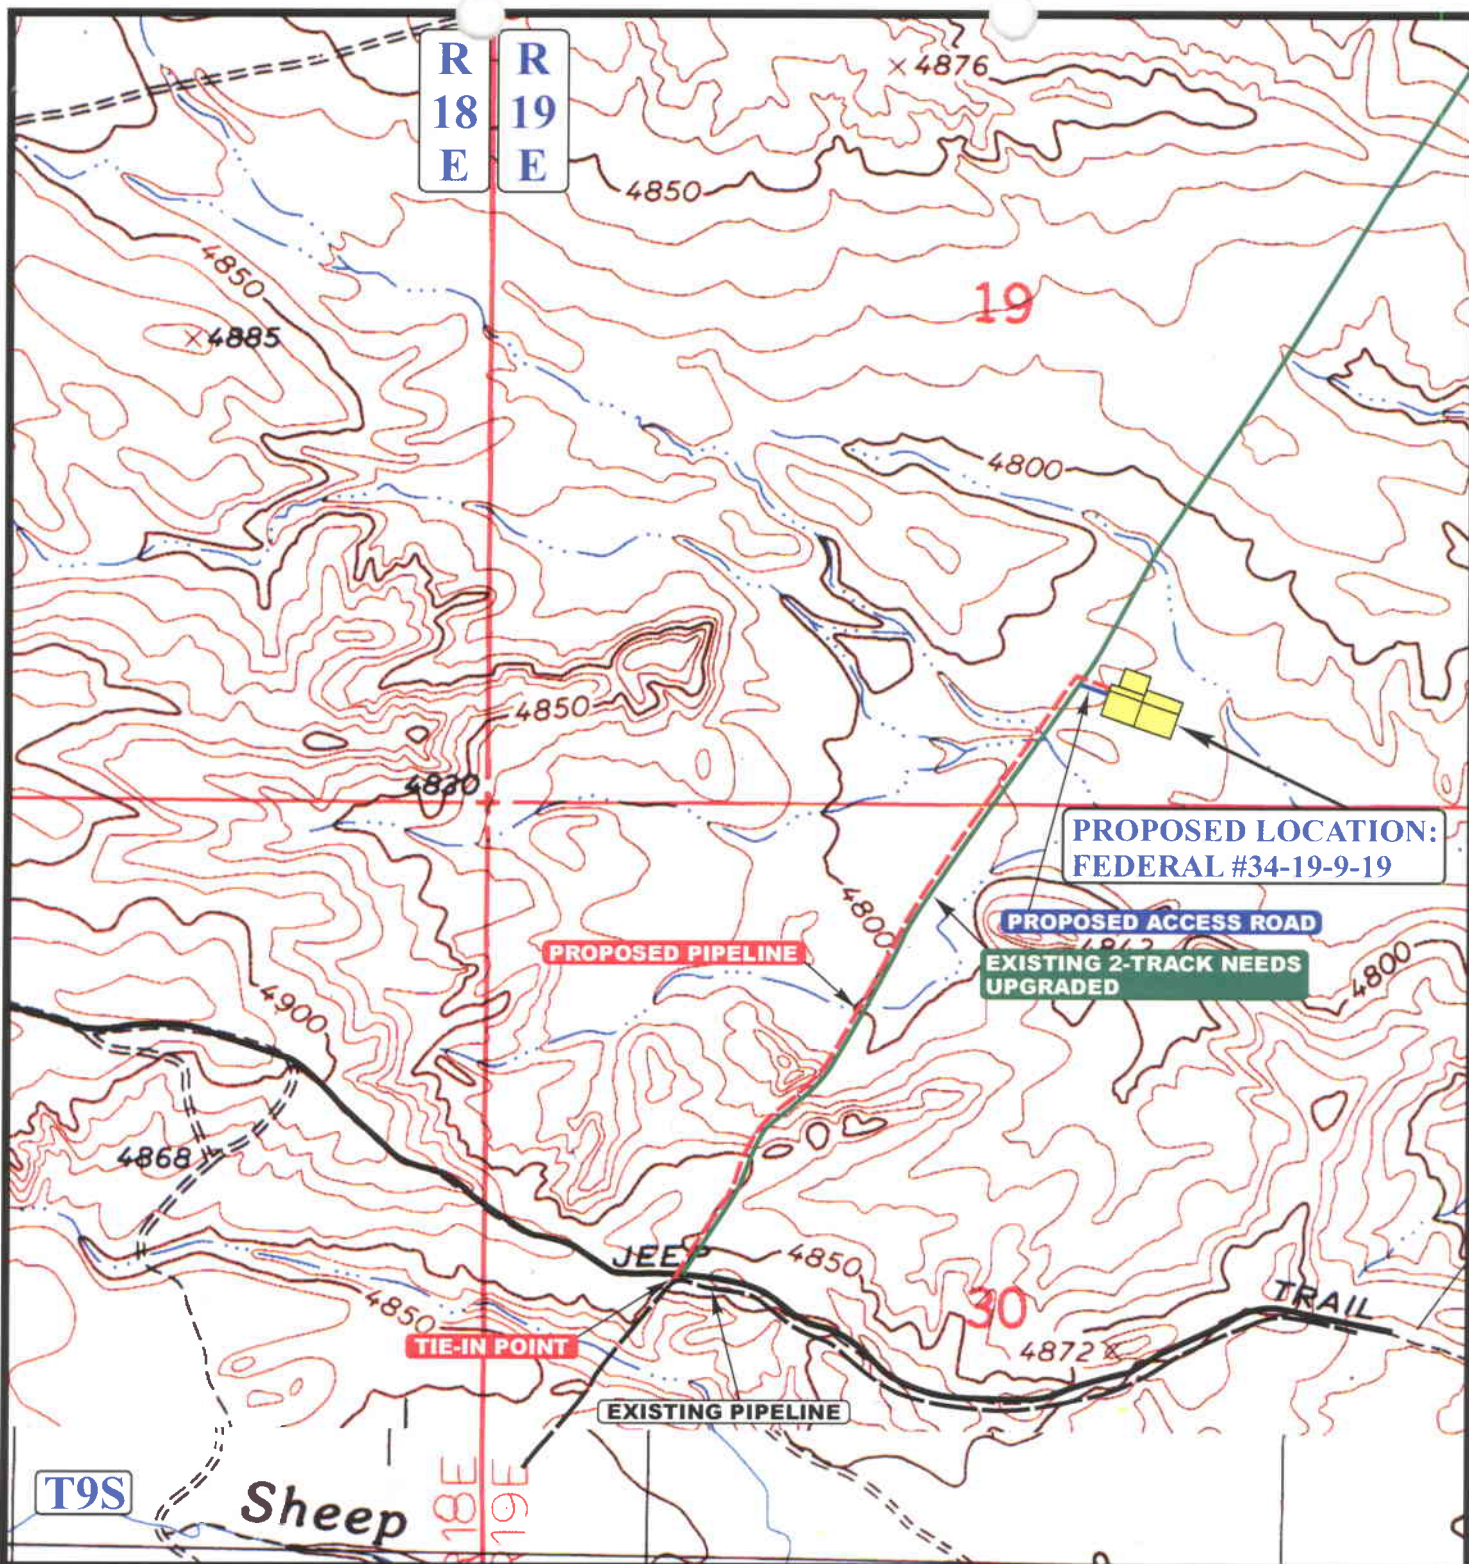 R
18
E
R
19
E
4876
4850
4850
4885
19
4800
4850
4830
PROPOSED LOCATION:
FEDERAL #34-19-9-19
4800
PROPOSED ACCESS ROAD
PROPOSED PIPELINE
EXISTING 2-TRACK NEEDS
UPGRADED
4800
4900
4868
JEEP
4850
4850
30
TRAIL
TIE-IN POINT
4872
EXISTING PIPELINE
T9S
Sheep
18E
19E